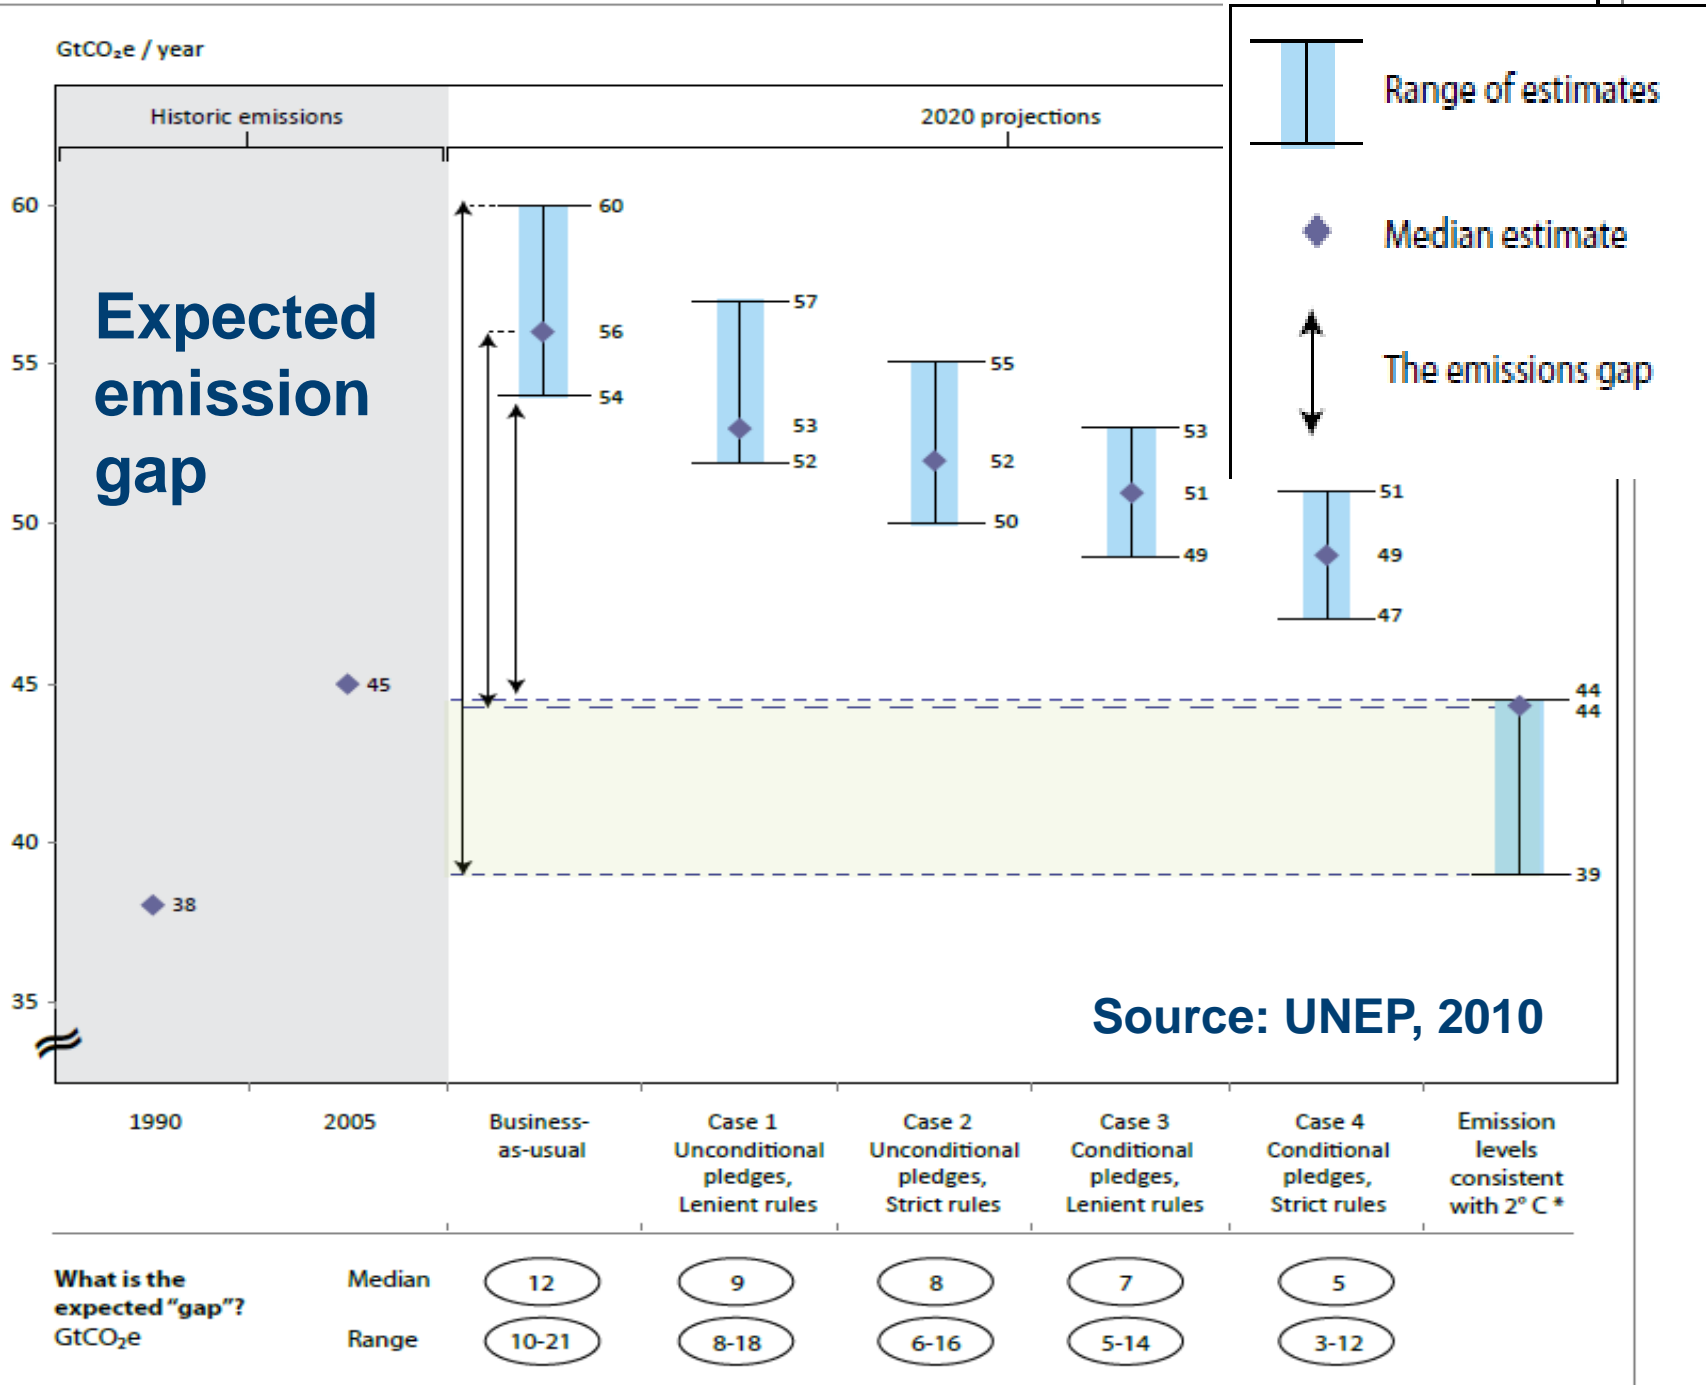 GtCO₂e / year
Historic emissions
2020 projections
Range of estimates
Median estimate
The emissions gap
Expected
emission
gap
60
55
50
45
40
35
38
45
60
56
54
57
53
52
55
52
50
53
51
49
51
49
47
44
44
39
Source: UNEP, 2010
1990
2005
Business-
as-usual
Case 1
Unconditional
pledges,
Lenient rules
Case 2
Unconditional
pledges,
Strict rules
Case 3
Conditional
pledges,
Lenient rules
Case 4
Conditional
pledges,
Strict rules
Emission
levels
consistent
with 2° C *
What is the
expected "gap"?
GtCO₂e
Median 12 9 8 7 5
Range 10-21 8-18 6-16 5-14 3-12